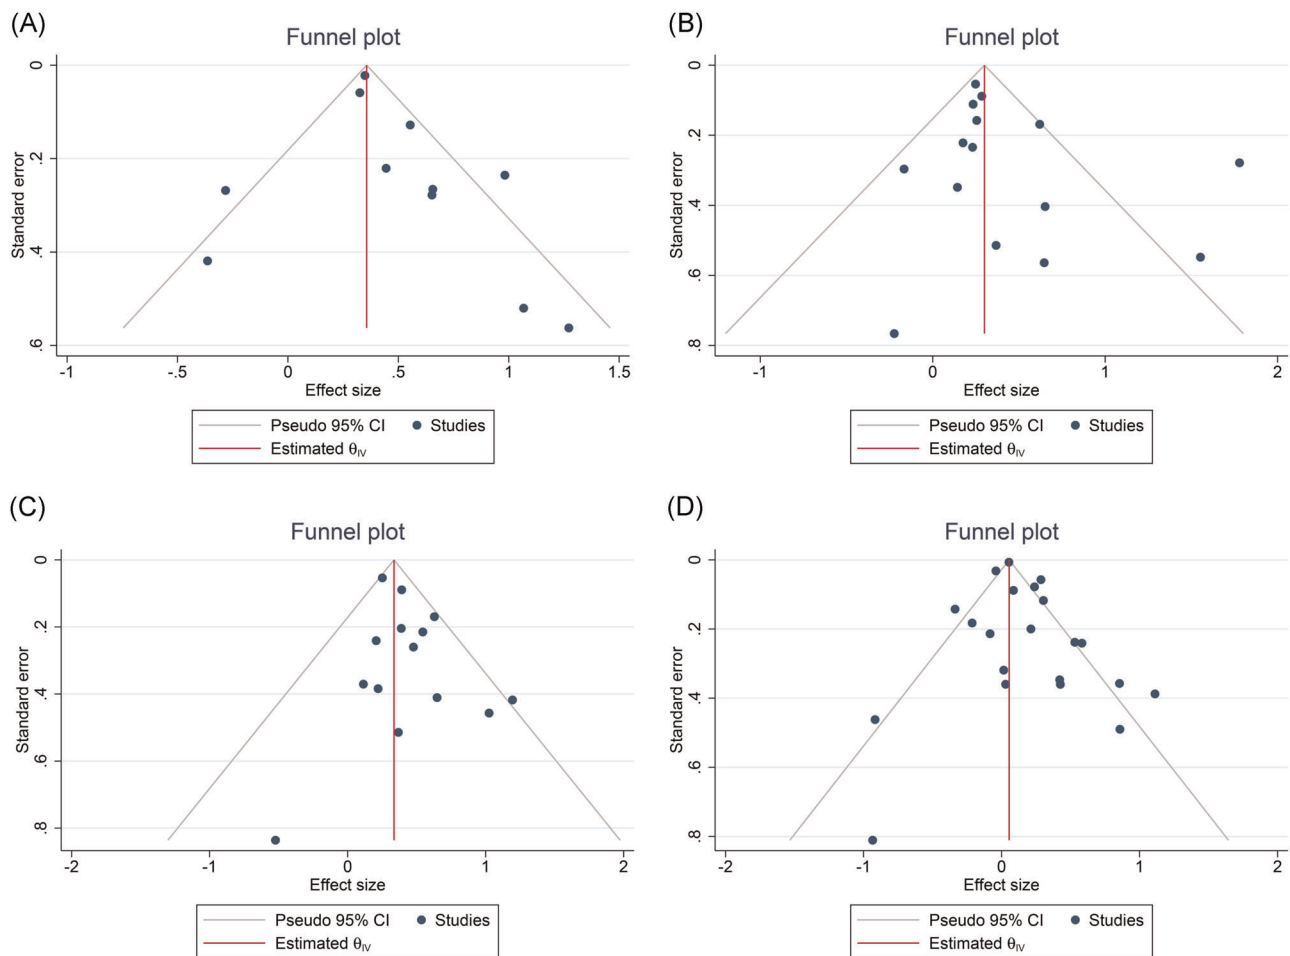 (A)
Funnel plot
Standard error
0
.2
.4
.6
-1
-.5
0
.5
1
1.5
Effect size
Pseudo 95% CI
Studies
Estimated θIV
(B)
Funnel plot
Standard error
0
.2
.4
.6
.8
-1
0
1
2
Effect size
Pseudo 95% CI
Studies
Estimated θIV
(C)
Funnel plot
Standard error
0
.2
.4
.6
.8
-2
-1
0
1
2
Effect size
Pseudo 95% CI
Studies
Estimated θIV
(D)
Funnel plot
Standard error
0
.2
.4
.6
.8
-2
-1
0
1
2
Effect size
Pseudo 95% CI
Studies
Estimated θIV